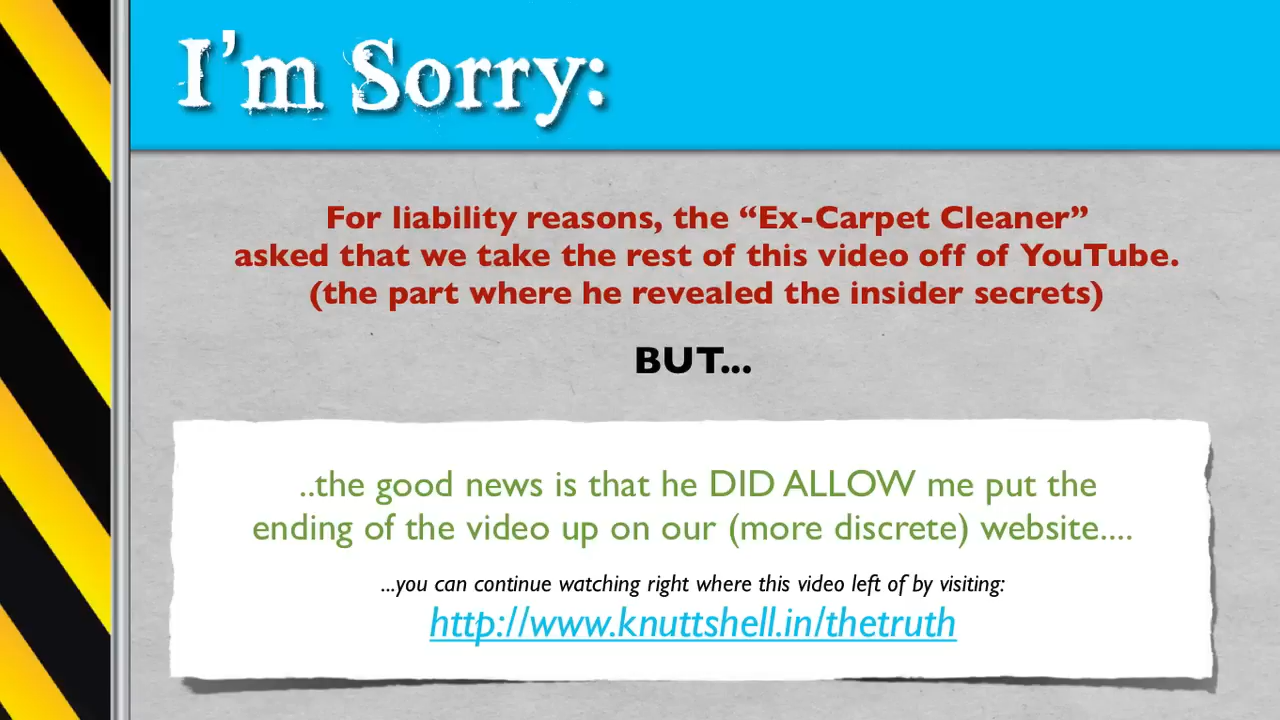 I'm Sorry:
For liability reasons, the “Ex-Carpet Cleaner”
asked that we take the rest of this video off of YouTube.
(the part where he revealed the insider secrets)
BUT...
..the good news is that he DID ALLOW me put the
ending of the video up on our (more discrete) website....
...you can continue watching right where this video left of by visiting:
http://www.knuttshell.in/thetruth